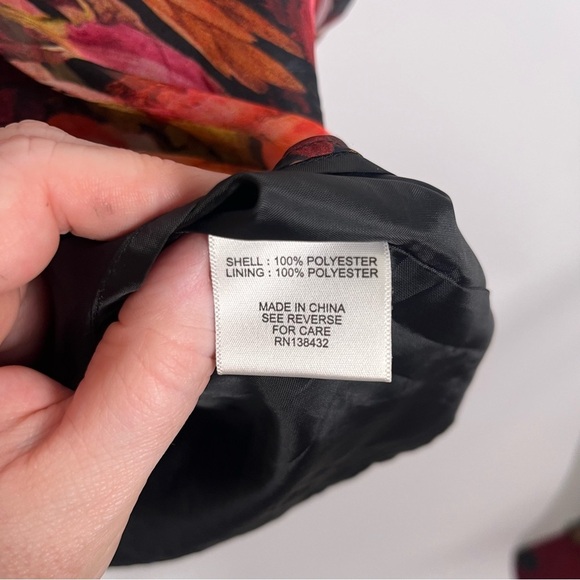 SHELL : 100% POLYESTER
LINING : 100% POLYESTER
MADE IN CHINA
SEE REVERSE
FOR CARE
RN138432